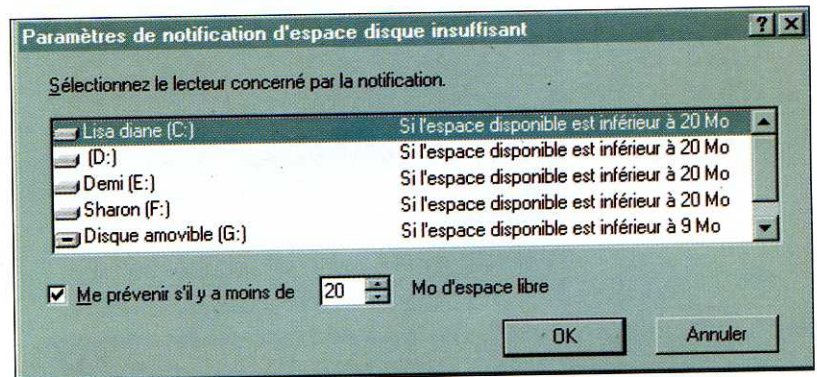 Paramètres de notification d'espace disque insuffisant
Sélectionnez le lecteur concerné par la notification.
Lisa diane (C:) Si l'espace disponible est inférieur à 20 Mo
(D:) Si l'espace disponible est inférieur à 20 Mo
Demi (E:) Si l'espace disponible est inférieur à 20 Mo
Sharon (F:) Si l'espace disponible est inférieur à 20 Mo
Disque amovible (G:) Si l'espace disponible est inférieur à 9 Mo
Me prévenir s'il y a moins de 20 Mo d'espace libre
OK Annuler